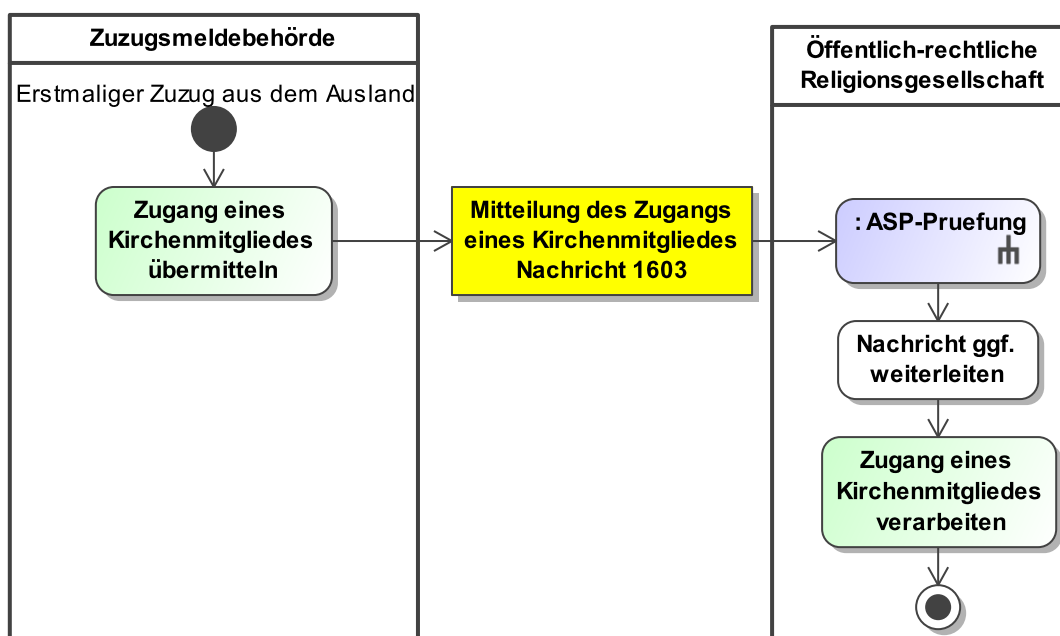 Zuzugsmeldebehörde
Erstmaliger Zuzug aus dem Ausland
Zugang eines
Kirchenmitgliedes
übermitteln
Mitteilung des Zugangs
eines Kirchenmitgliedes
Nachricht 1603
Öffentlich-rechtliche
Religionsgesellschaft
: ASP-Pruefung
Nachricht ggf.
weiterleiten
Zugang eines
Kirchenmitgliedes
verarbeiten